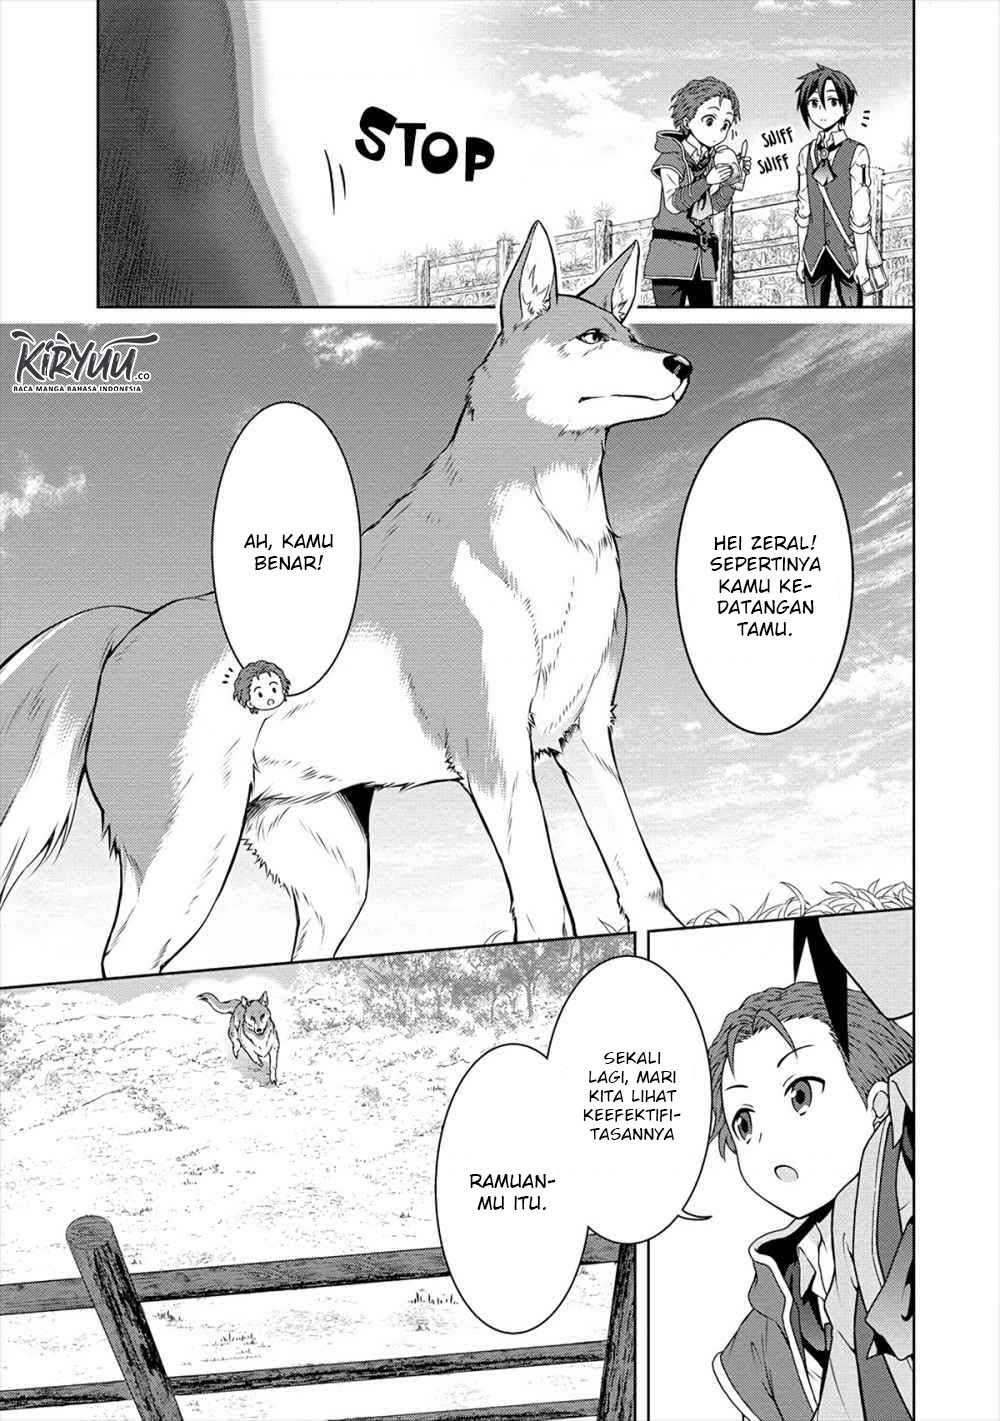 STOP
SNIFF
SNIFF
KiRYUU.CO
BACA MANGA BAHASA INDONESIA
HEI ZERAL!
SEPERTINYA
KAMU KE-
DATANGAN
TAMU.
AH, KAMU
BENAR!
SEKALI
LAGI, MARI
KITA LIHAT
KEEFEKTIFI-
TASANNYA
RAMUAN-
MU ITU.